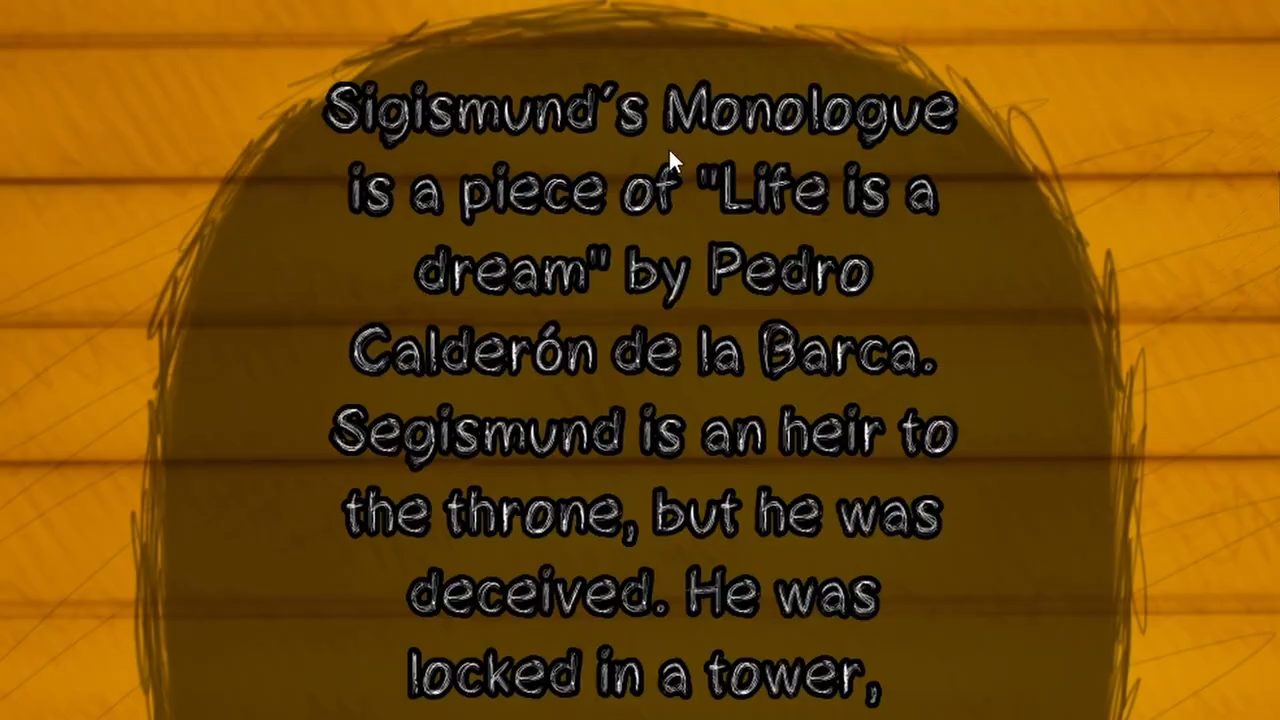 Sigismund´s Monologue
is a piece of "Life is a
dream" by Pedro
Calderón de la Barca.
Segismund is an heir to
the throne, but he was
deceived. He was
locked in a tower,